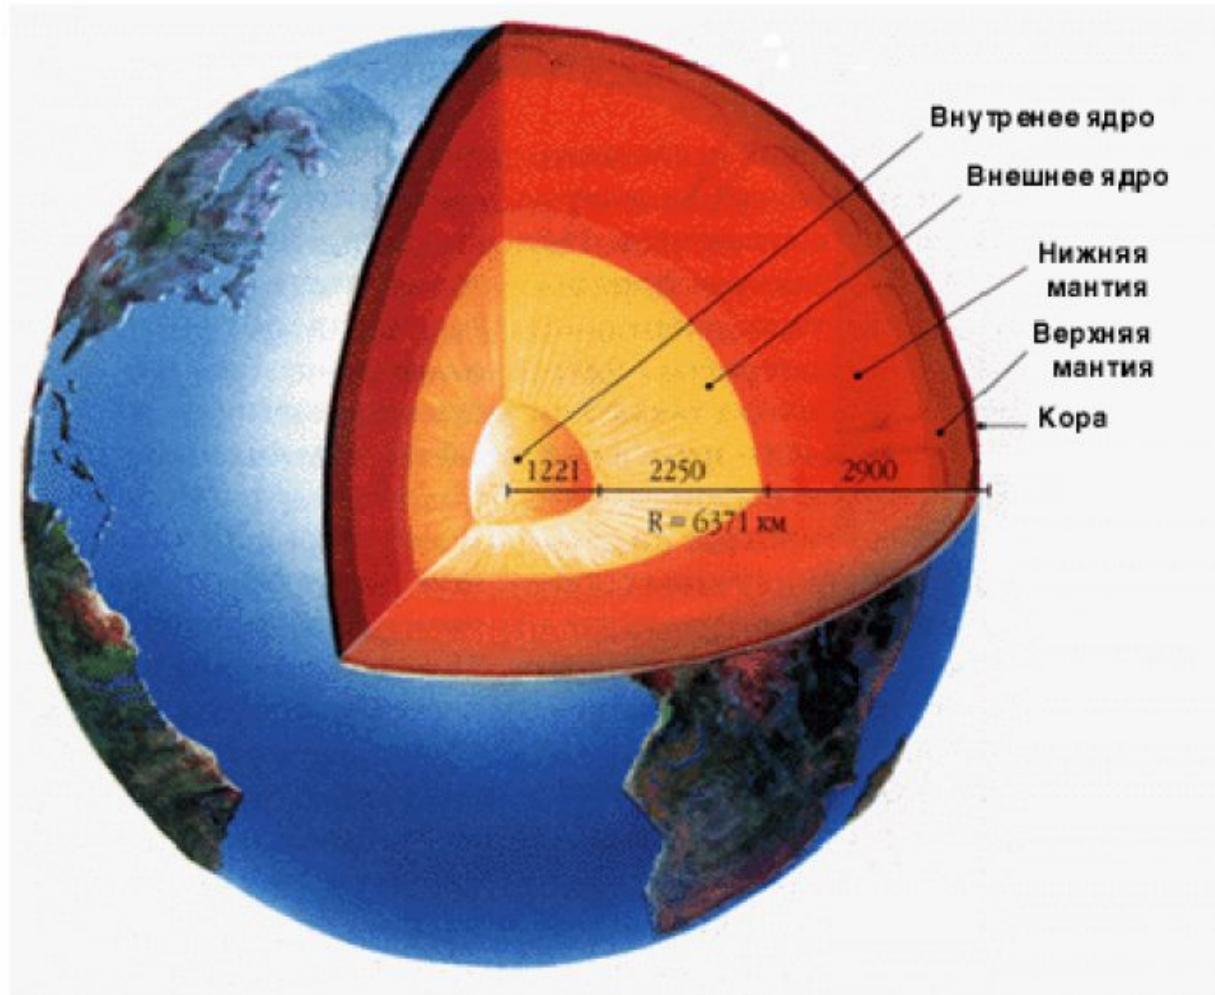 Внутренее ядро
Внешнее ядро
Нижняя
мантия
Верхняя
мантия
Кора
1221 2250 2900
R = 6371 км